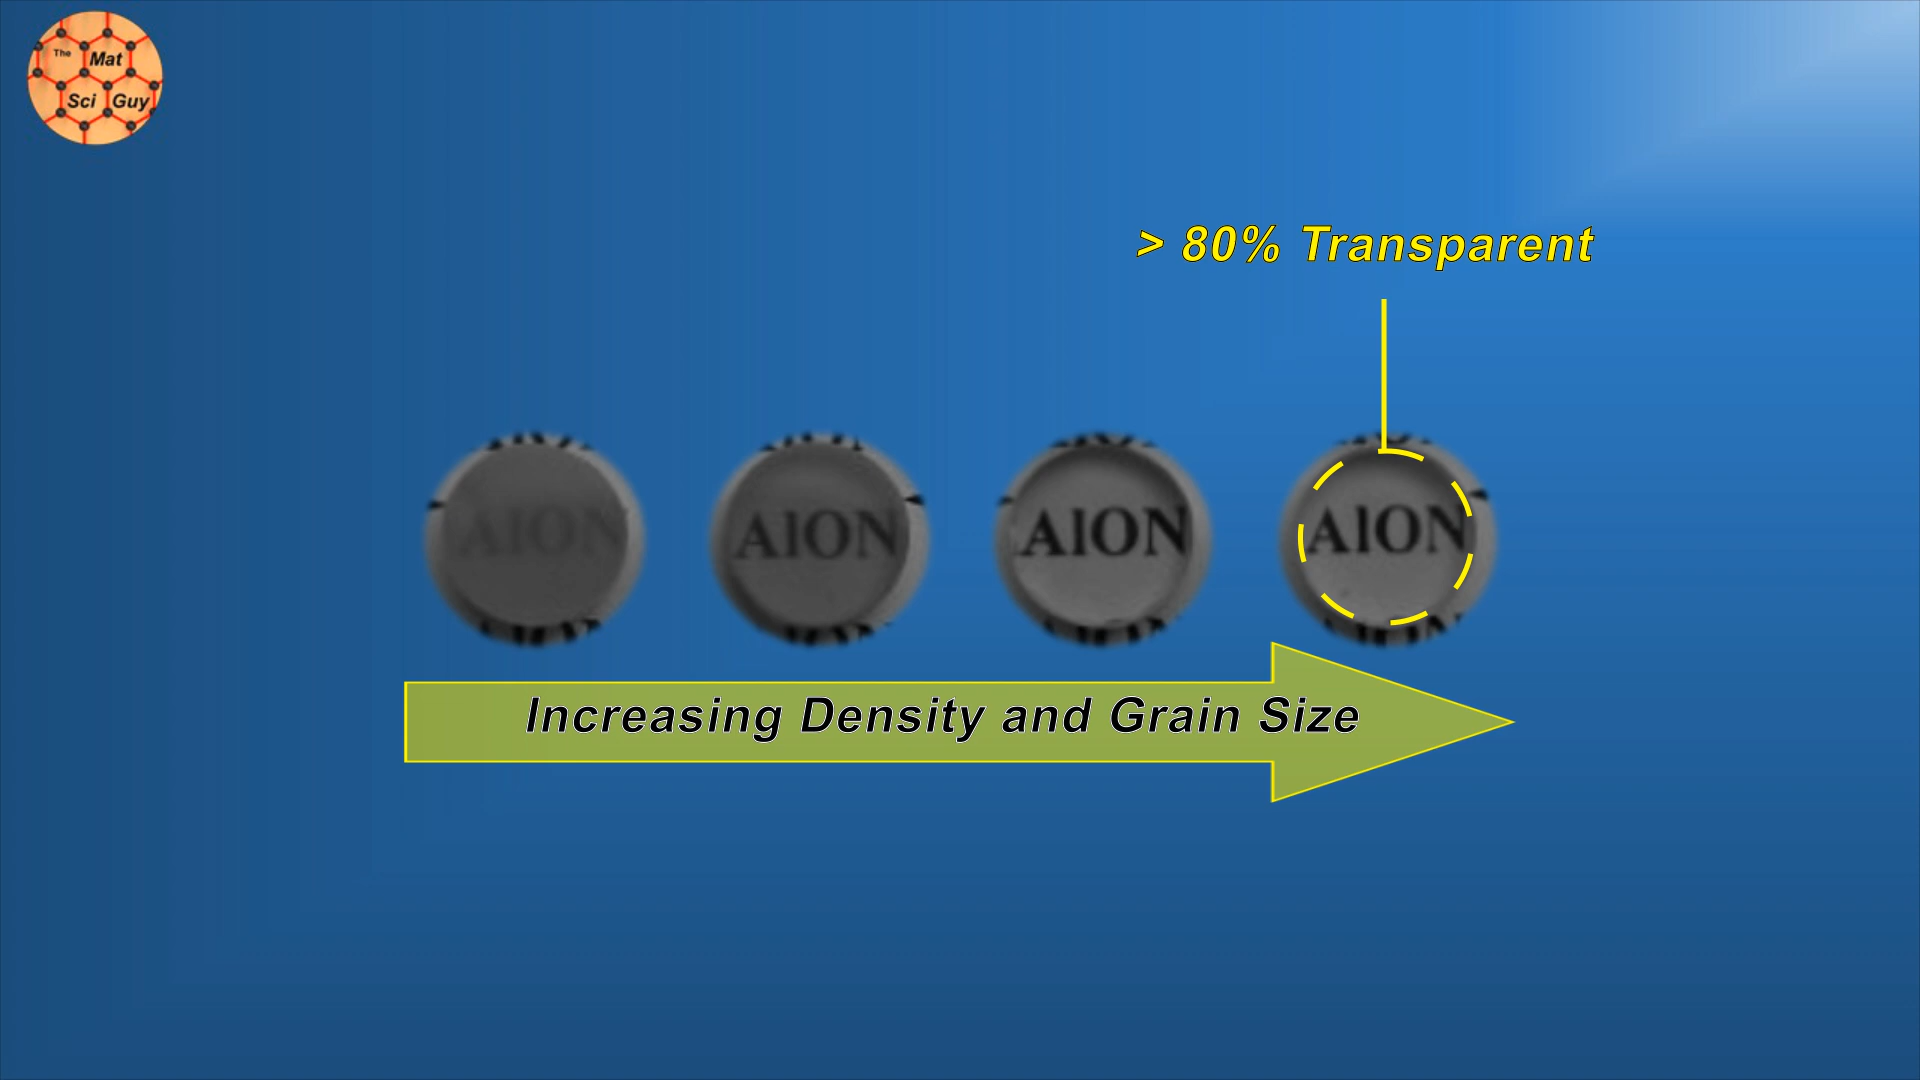 The
Mat
Sci Guy
> 80% Transparent
AlON AlON AlON AlON
Increasing Density and Grain Size